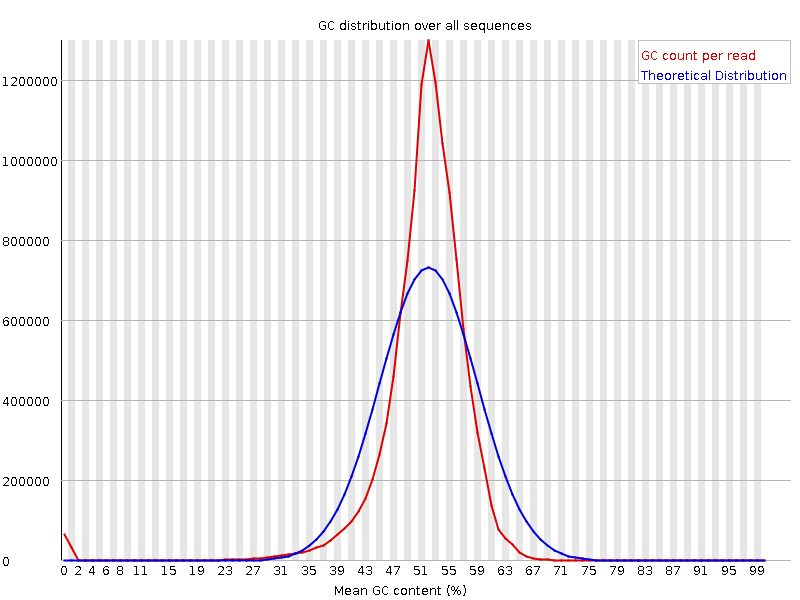 GC distribution over all sequences
GC count per read
Theoretical Distribution
1200000
1000000
800000
600000
400000
200000
0
0 2 4 6 8 11 15 19 23 27 31 35 39 43 47 51 55 59 63 67 71 75 79 83 87 91 95 99
Mean GC content (%)